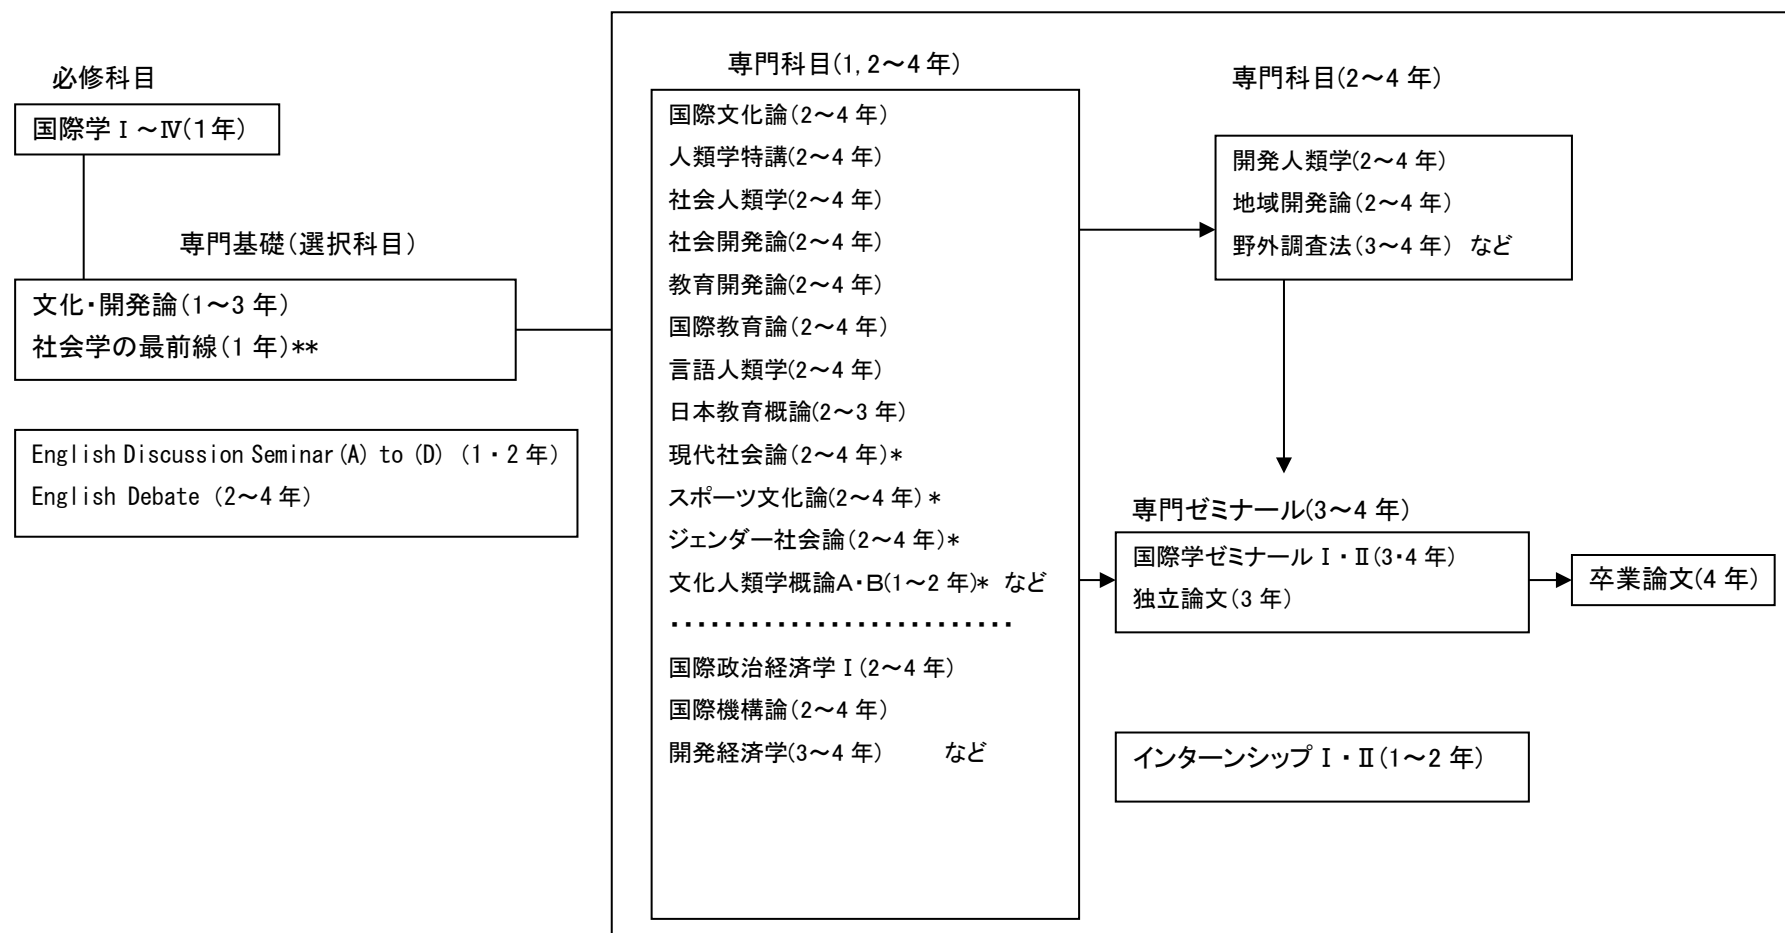 必修科目
国際学Ⅰ～Ⅳ(1年)
専門基礎(選択科目)
文化・開発論(1～3年)
社会学の最前線(1年)**
English Discussion Seminar(A) to (D) (1・2年)
English Debate (2～4年)
専門科目(1,2～4年)
国際文化論(2～4年)
人類学特講(2～4年)
社会人類学(2～4年)
社会開発論(2～4年)
教育開発論(2～4年)
国際教育論(2～4年)
言語人類学(2～4年)
日本教育概論(2～3年)
現代社会論(2～4年)*
スポーツ文化論(2～4年)*
ジェンダー社会論(2～4年)*
文化人類学概論A・B(1～2年)* など
・・・・・・・・・・・・・・・・・・・・・・・・・・
国際政治経済学Ⅰ(2～4年)
国際機構論(2～4年)
開発経済学(3～4年) など
専門科目(2～4年)
開発人類学(2～4年)
地域開発論(2～4年)
野外調査法(3～4年) など
専門ゼミナール(3～4年)
国際学ゼミナールⅠ・Ⅱ(3・4年)
独立論文(3年)
卒業論文(4年)
インターンシップⅠ・Ⅱ(1～2年)